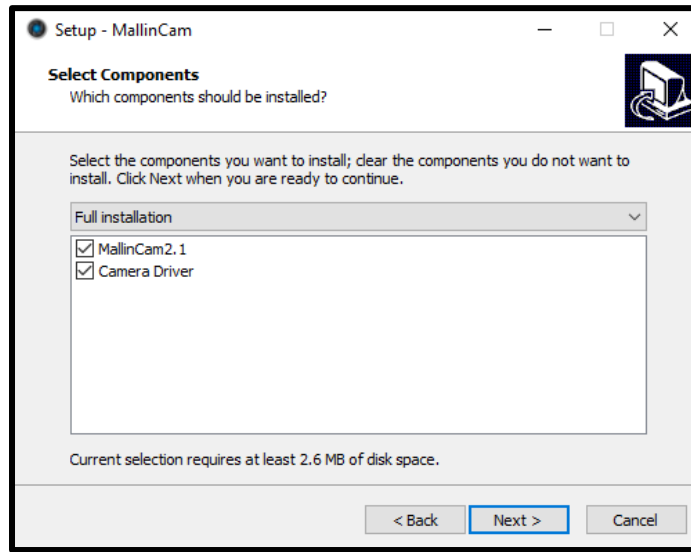 Setup - MallinCam
Select Components
Which components should be installed?
Select the components you want to install; clear the components you do not want to
install. Click Next when you are ready to continue.
Full installation
MallinCam2.1
Camera Driver
Current selection requires at least 2.6 MB of disk space.
< Back Next > Cancel